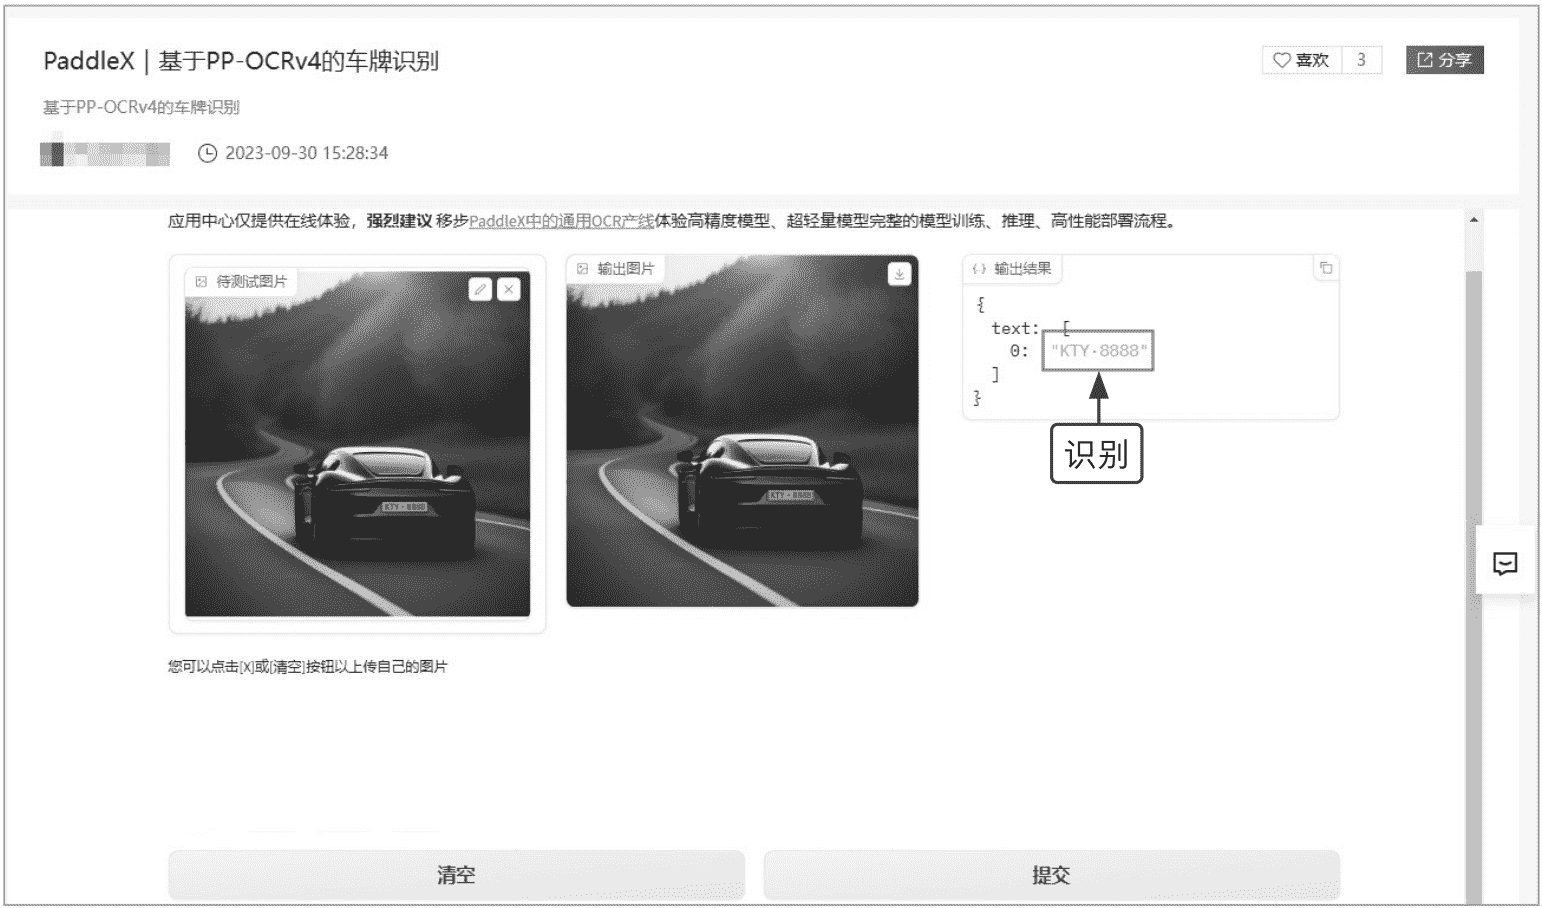 PaddleX | 基于PP-OCRv4的车牌识别
喜欢 3
分享
基于PP-OCRv4的车牌识别
2023-09-30 15:28:34
应用中心仅提供在线体验，强烈建议 移步PaddleX中的通用OCR产线体验高精度模型、超轻量模型完整的模型训练、推理、高性能部署流程。
待测试图片
输出图片
{} 输出结果
{
text: [
0: "KTY·8888"
]
}
识别
KTY·8888
KTY·8888
您可以点击[X]或[清空]按钮以上传自己的图片
清空
提交